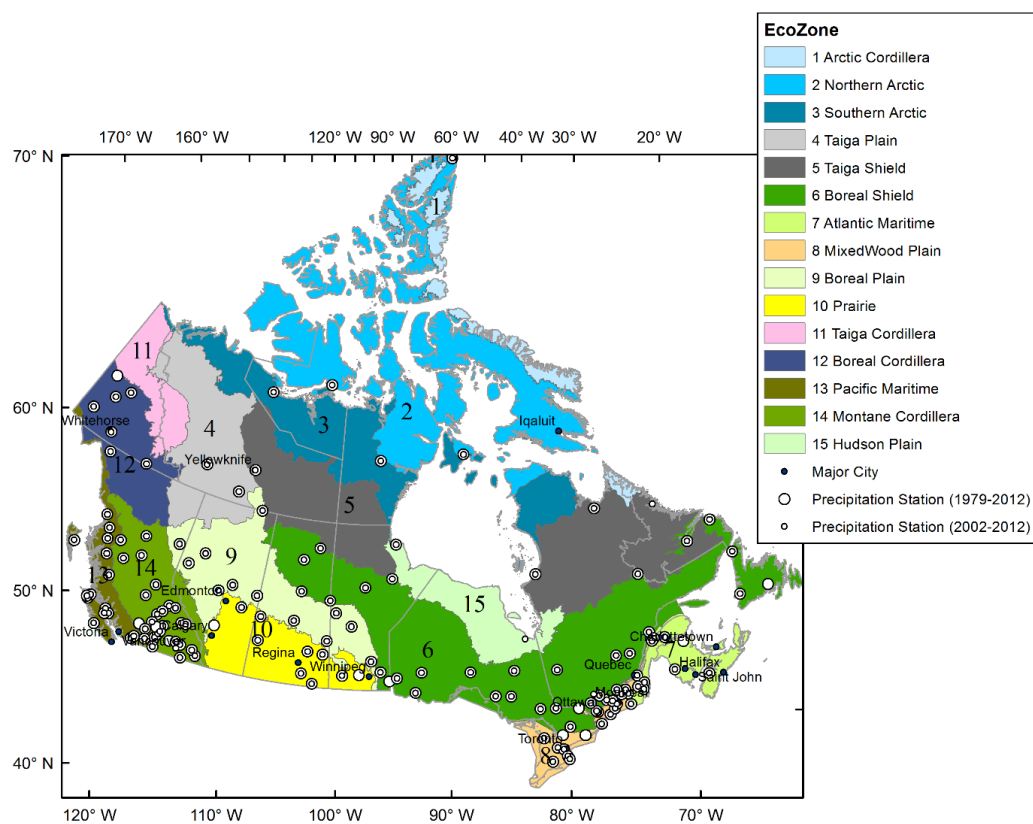 EcoZone
1 Arctic Cordillera
2 Northern Arctic
3 Southern Arctic
4 Taiga Plain
5 Taiga Shield
6 Boreal Shield
7 Atlantic Maritime
8 MixedWood Plain
9 Boreal Plain
10 Prairie
11 Taiga Cordillera
12 Boreal Cordillera
13 Pacific Maritime
14 Montane Cordillera
15 Hudson Plain
Major City
Precipitation Station (1979-2012)
Precipitation Station (2002-2012)
170° W 160° W 120° W 90° W 60° W 40° W 30° W 20° W
70° N
1
11
60° N
2
3
Iqaluit
Whitehorse
4
12
Yellowknife
5
9
50° N
13
14
Edmonton
15
Calgary
10
Victoria
Vancouver
Regina
Winnipeg
6
Charlottetown
7
Quebec
Halifax
Saint John
Ottawa
Montreal
Toronto
8
40° N
120° W 110° W 100° W 90° W 80° W 70° W